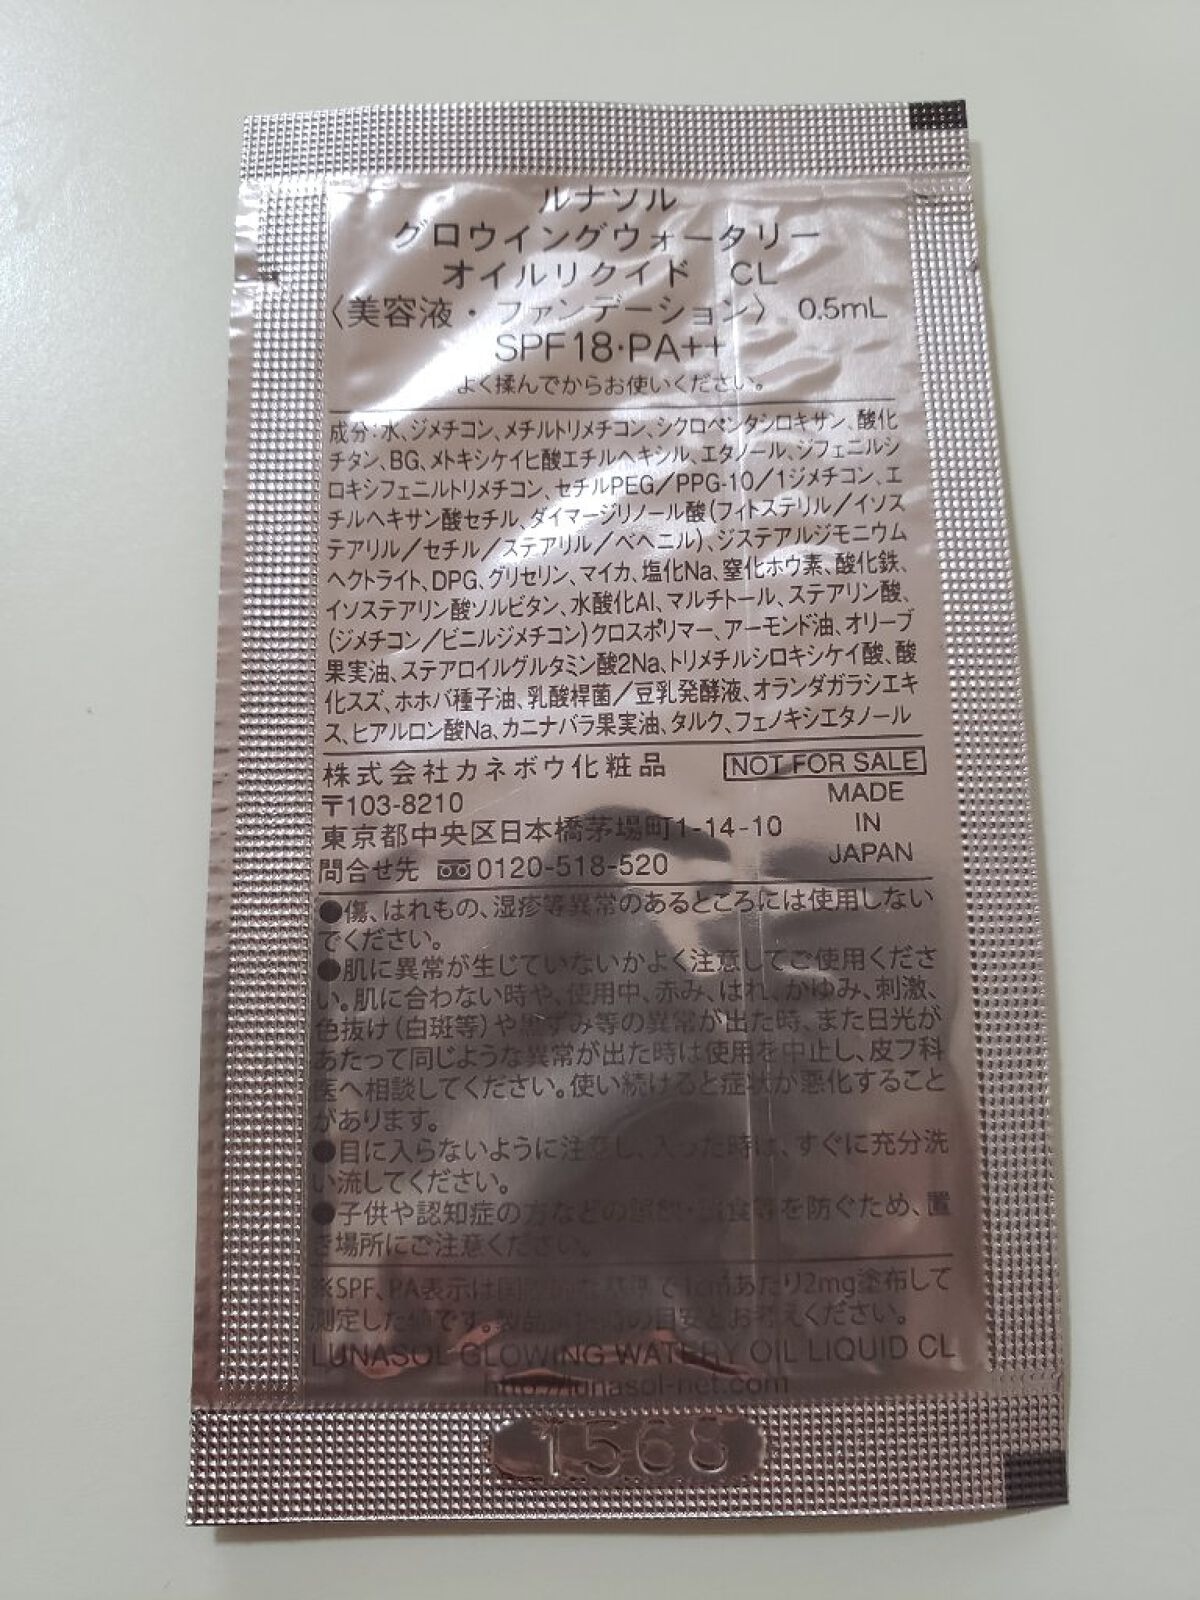 ルナソル
グロウイングウォータリー
オイルリクイド CL
〈美容液・ファンデーション〉 0.5mL
SPF18・PA++
よく揉んでからお使いください。
成分:水、ジメチコン、メチルトリメチコン、シクロペンタシロキサン、酸化
チタン、BG、メトキシケイヒ酸エチルヘキシル、エタノール、ジフェニルシ
ロキシフェニルトリメチコン、セチルPEG/PPG-10/1ジメチコン、エ
チルヘキサン酸セチル、ダイマージリノール酸(フィトステリル/イソス
テアリル/セチル/ステアリル/ベヘニル)、ジステアルジモニウム
ヘクトライト、DPG、グリセリン、マイカ、塩化Na、窒化ホウ素、酸化鉄、
イソステアリン酸ソルビタン、水酸化Al、マルチトール、ステアリン酸、
(ジメチコン/ビニルジメチコン)クロスポリマー、アーモンド油、オリーブ
果実油、ステアロイルグルタミン酸2Na、トリメチルシロキシケイ酸、酸
化スズ、ホホバ種子油、乳酸桿菌/豆乳発酵液、オランダガラシエキ
ス、ヒアルロン酸Na、カニナバラ果実油、タルク、フェノキシエタノール
株式会社カネボウ化粧品 NOT FOR SALE
〒103-8210 MADE
東京都中央区日本橋茅場町1-14-10 IN
問合せ先 0120-518-520 JAPAN
●傷、はれもの、湿疹等異常のあるところには使用しない
でください。
●肌に異常が生じていないかよく注意してご使用くださ
い。肌に合わない時や、使用中、赤み、はれ、かゆみ、刺激、
色抜け(白斑等)や黒ずみ等の異常が出た時、また日光が
あたって同じような異常が出た時は使用を中止し、皮フ科
医へ相談してください。使い続けると症状が悪化すること
があります。
●目に入らないように注意し、入った時は、すぐに充分洗
い流してください。
●子供や認知症の方などの誤飲・誤食等を防ぐため、置
き場所にご注意ください。
※SPF、PA表示は 基準で1c㎡あたり2mg塗布して
測定した値です。 の目安とお考えください。
LUNASOL GLOWING WATERY OIL LIQUID CL
http://lunasol-net.com
1568